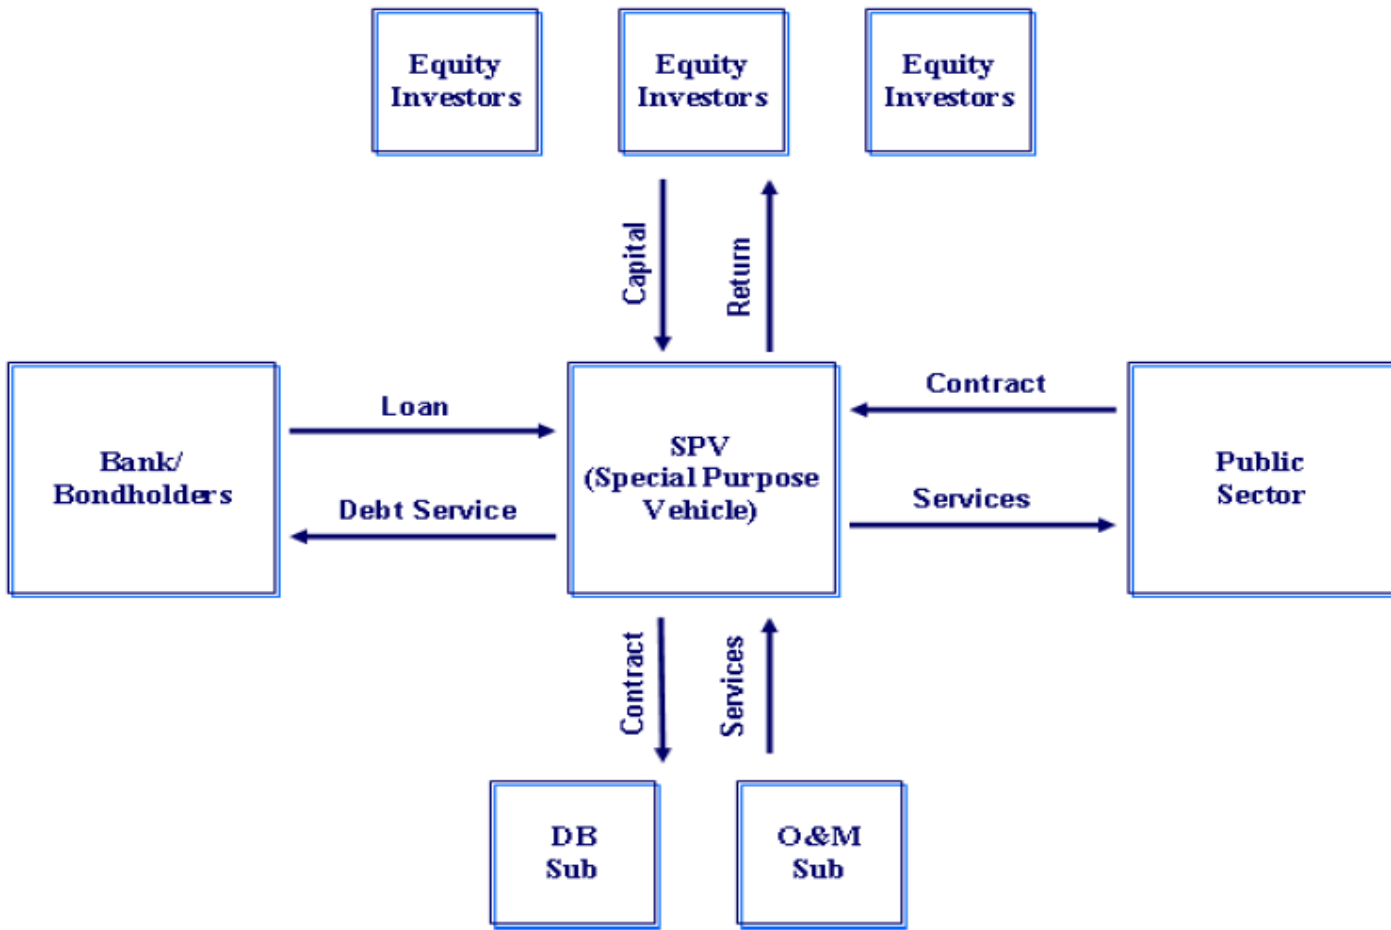 Equity
Investors
Equity
Investors
Equity
Investors
Capital
Return
Bank/
Bondholders
Loan
Debt Service
SPV
(Special Purpose
Vehicle)
Contract
Services
Public
Sector
Contract
Services
DB
Sub
O&M
Sub